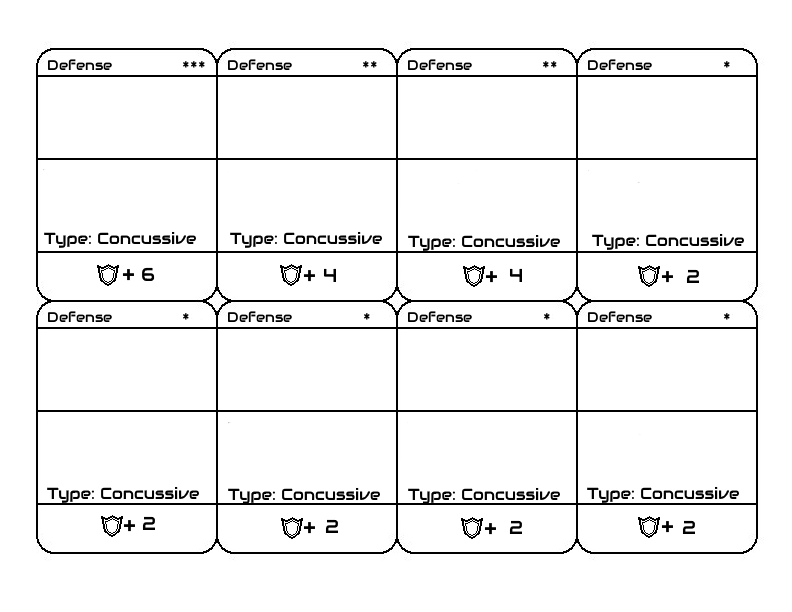 Defense ***
Defense **
Defense **
Defense *
Type: Concussive
Type: Concussive
Type: Concussive
Type: Concussive
+ 6
+ 4
+ 4
+ 2
Defense *
Defense *
Defense *
Defense *
Type: Concussive
Type: Concussive
Type: Concussive
Type: Concussive
+ 2
+ 2
+ 2
+ 2